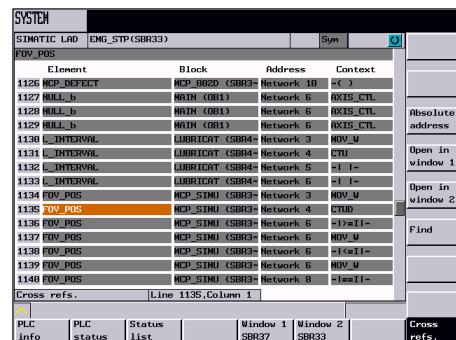 SYSTEM
SIMATIC LAD ENG_STP(SBR33) Sym
FOV_POS
Element Block Address Context
1126 MCP_DEFECT MCP_802D (SBR3~ Network 18 -( )
1127 NULL_b MAIN (OB1) Network 6 AXIS_CTL
1128 NULL_b MAIN (OB1) Network 6 AXIS_CTL
1129 NULL_b MAIN (OB1) Network 6 AXIS_CTL
1130 L_INTERVAL LUBRICAT (SBR4~ Network 3 MOV_W
1131 L_INTERVAL LUBRICAT (SBR4~ Network 4 CTU
1132 L_INTERVAL LUBRICAT (SBR4~ Network 5 -| |-
1133 L_INTERVAL LUBRICAT (SBR4~ Network 6 -| |-
1134 FOV_POS MCP_SIMU (SBR3~ Network 3 MOV_W
1135 FOV_POS MCP_SIMU (SBR3~ Network 4 CTUD
1136 FOV_POS MCP_SIMU (SBR3~ Network 6 -|>=I|-
1137 FOV_POS MCP_SIMU (SBR3~ Network 6 MOV_W
1138 FOV_POS MCP_SIMU (SBR3~ Network 6 -|<=I|-
1139 FOV_POS MCP_SIMU (SBR3~ Network 6 MOV_W
1140 FOV_POS MCP_SIMU (SBR3~ Network 8 -|==I|-
Cross refs. Line 1135,Column 1
Absolute
address
Open in
window 1
Open in
window 2
Find
PLC
info
PLC
status
Status
list
Window 1
SBR37
Window 2
SBR33
Cross
refs.